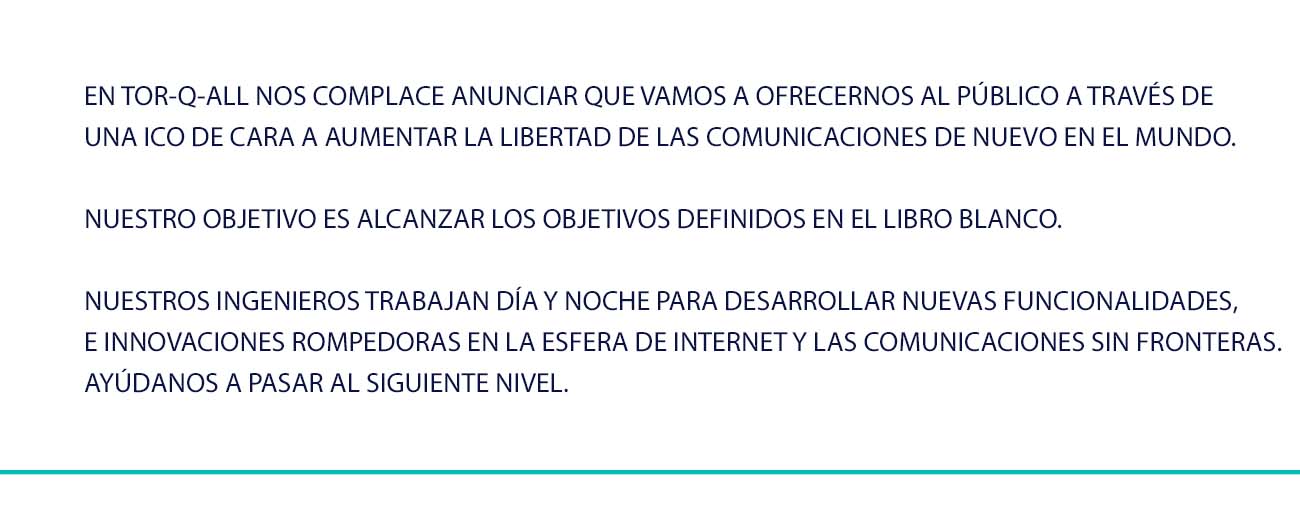 EN TOR-Q-ALL NOS COMPLACE ANUNCIAR QUE VAMOS A OFRECERNOS AL PÚBLICO A TRAVÉS DE
UNA ICO DE CARA A AUMENTAR LA LIBERTAD DE LAS COMUNICACIONES DE NUEVO EN EL MUNDO.
NUESTRO OBJETIVO ES ALCANZAR LOS OBJETIVOS DEFINIDOS EN EL LIBRO BLANCO.
NUESTROS INGENIEROS TRABAJAN DÍA Y NOCHE PARA DESARROLLAR NUEVAS FUNCIONALIDADES,
E INNOVACIONES ROMPEDORAS EN LA ESFERA DE INTERNET Y LAS COMUNICACIONES SIN FRONTERAS.
AYÚDANOS A PASAR AL SIGUIENTE NIVEL.